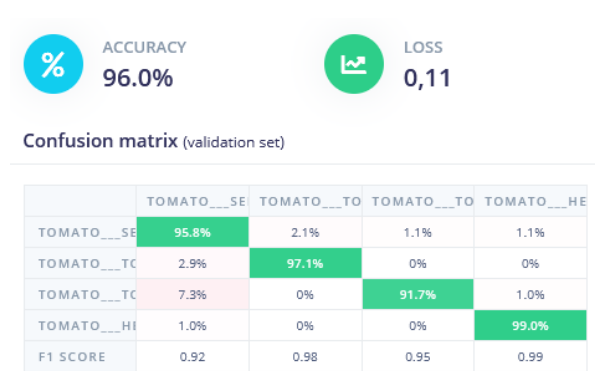 ACCURACY
96.0%
LOSS
0,11
Confusion matrix (validation set)
TOMATO___SE TOMATO___TO TOMATO___TO TOMATO___HE
TOMATO___SE 95.8% 2.1% 1.1% 1.1%
TOMATO___TO 2.9% 97.1% 0% 0%
TOMATO___TO 7.3% 0% 91.7% 1.0%
TOMATO___HE 1.0% 0% 0% 99.0%
F1 SCORE 0.92 0.98 0.95 0.99